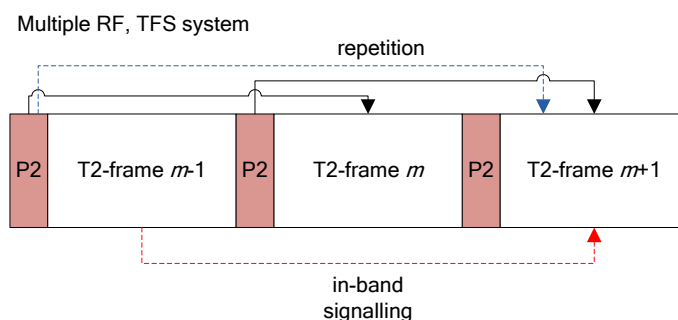 Multiple RF, TFS system
repetition
P2
T2-frame m-1
P2
T2-frame m
P2
T2-frame m+1
in-band
signalling